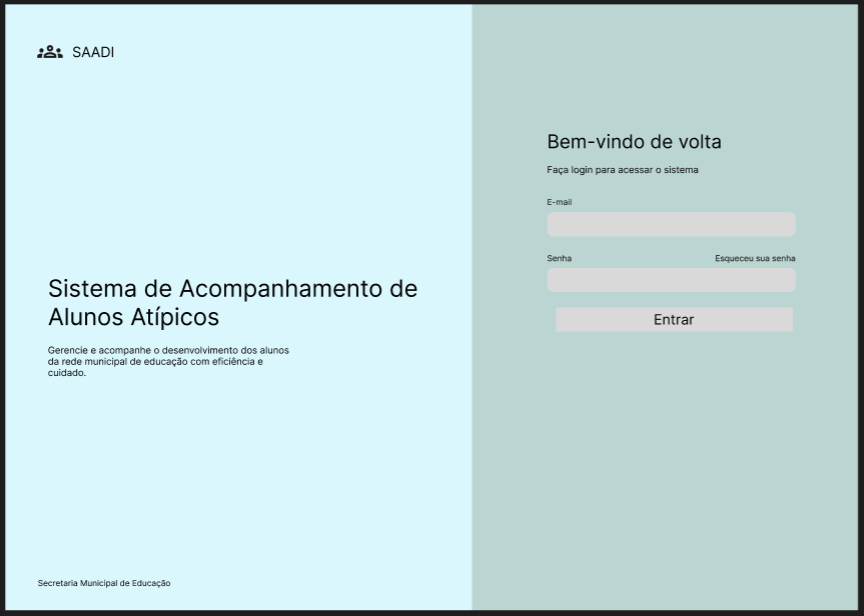 SAADI
Sistema de Acompanhamento de
Alunos Atípicos
Gerencie e acompanhe o desenvolvimento dos alunos
da rede municipal de educação com eficiência e
cuidado.
Secretaria Municipal de Educação
Bem-vindo de volta
Faça login para acessar o sistema
E-mail
Senha
Esqueceu sua senha
Entrar